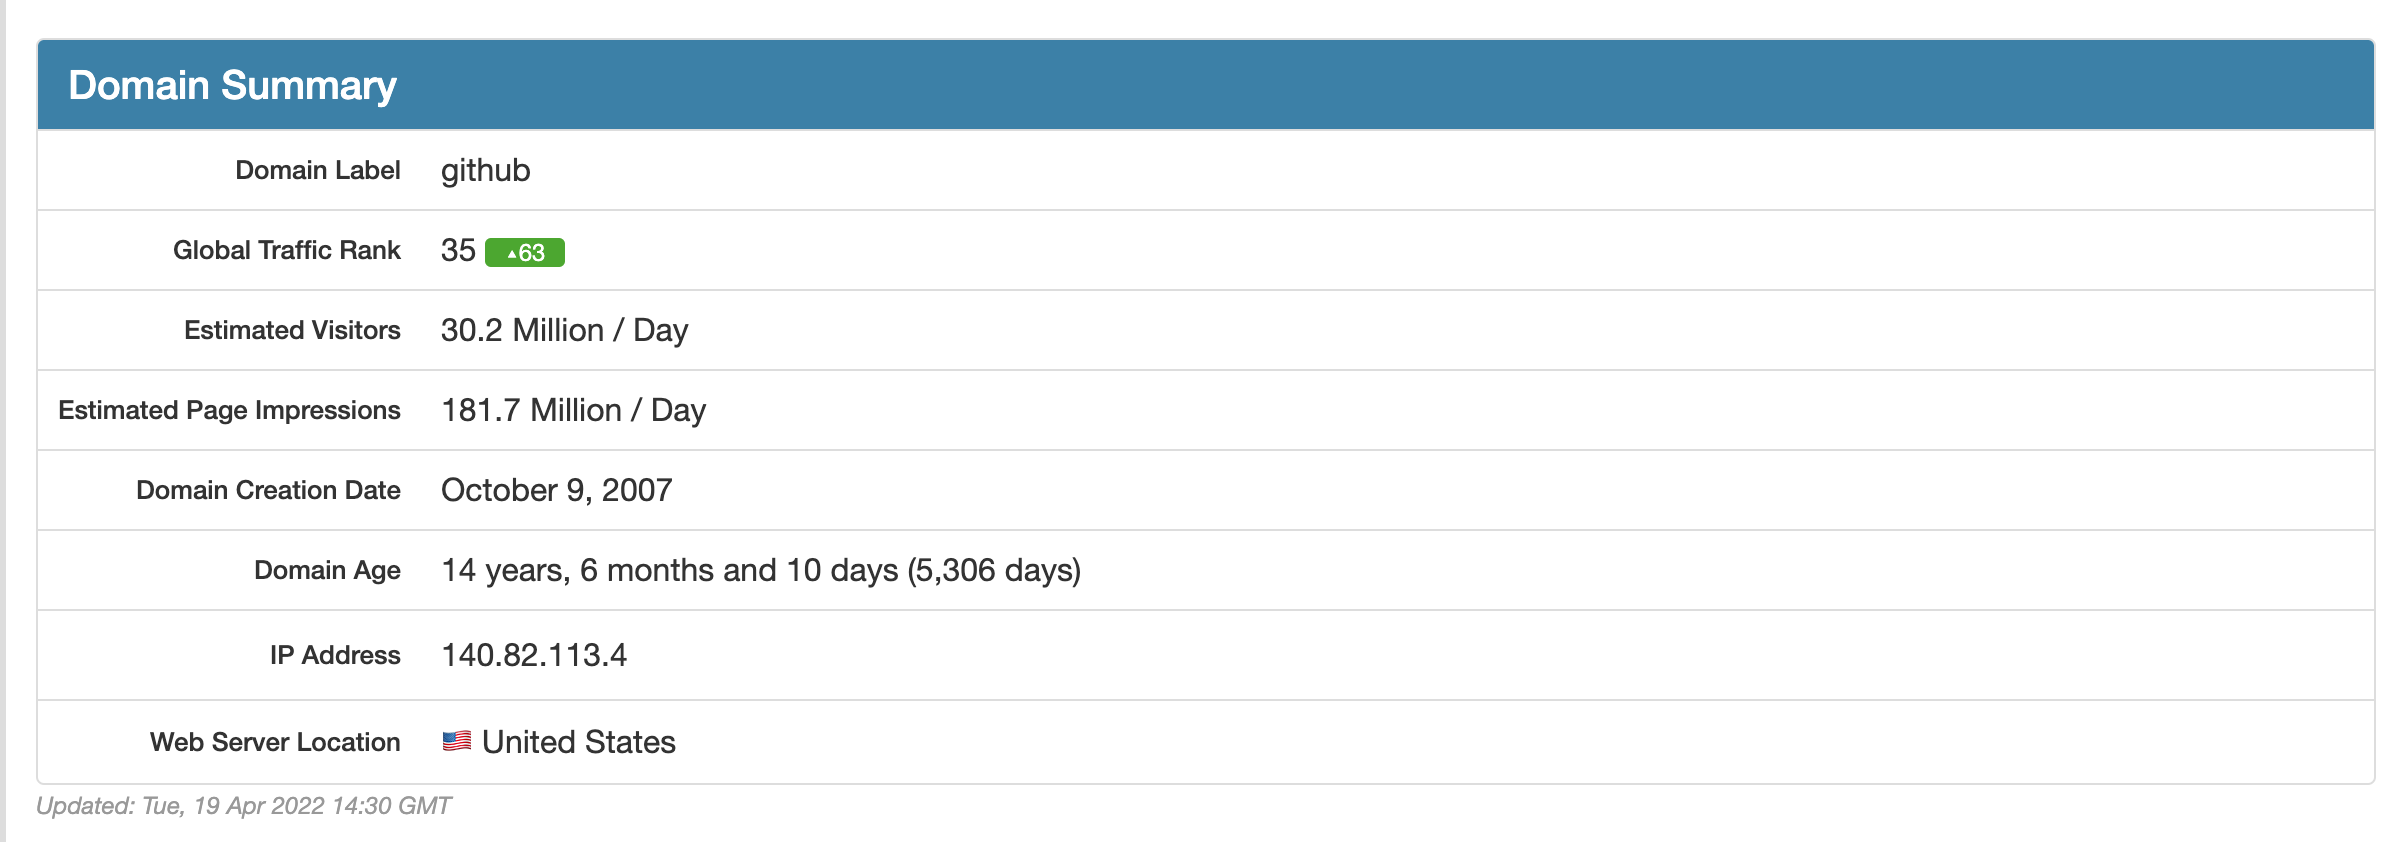 Domain Summary
Domain Label github
Global Traffic Rank 35 ▲63
Estimated Visitors 30.2 Million / Day
Estimated Page Impressions 181.7 Million / Day
Domain Creation Date October 9, 2007
Domain Age 14 years, 6 months and 10 days (5,306 days)
IP Address 140.82.113.4
Web Server Location United States
Updated: Tue, 19 Apr 2022 14:30 GMT